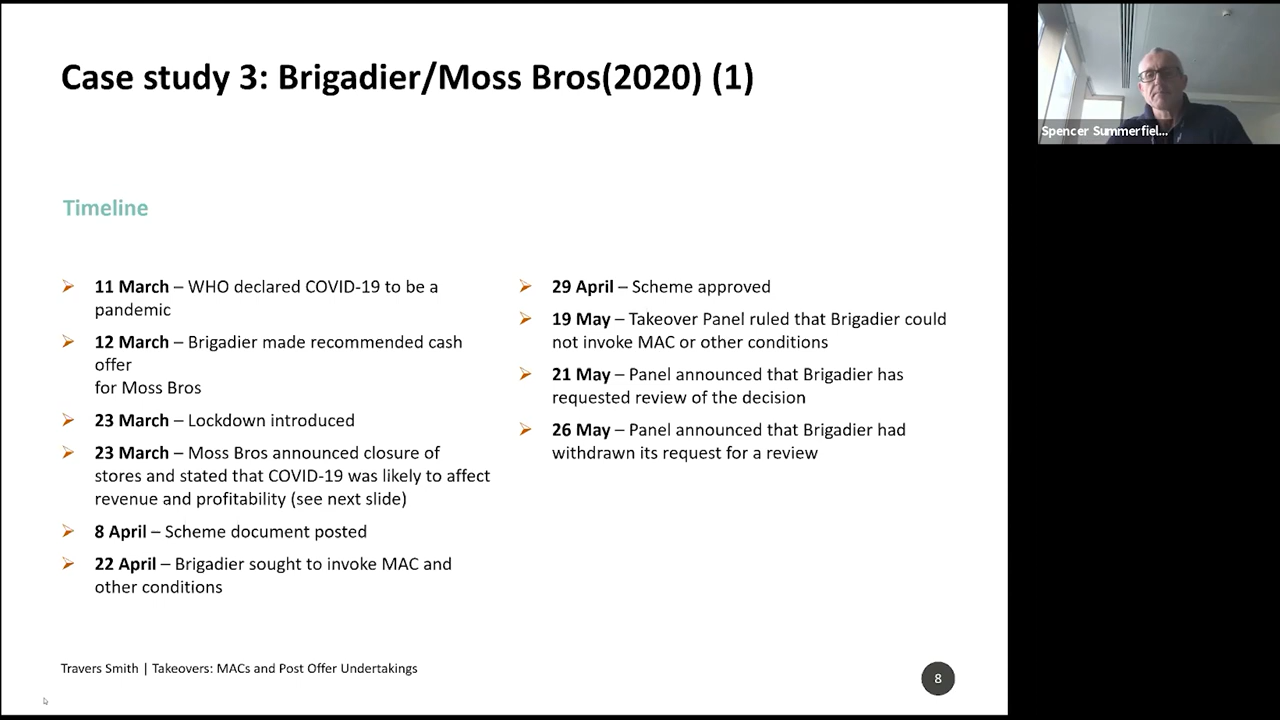 Case study 3: Brigadier/Moss Bros(2020) (1)
Timeline
11 March – WHO declared COVID-19 to be a
pandemic
12 March – Brigadier made recommended cash
offer
for Moss Bros
23 March – Lockdown introduced
23 March – Moss Bros announced closure of
stores and stated that COVID-19 was likely to affect
revenue and profitability (see next slide)
8 April – Scheme document posted
22 April – Brigadier sought to invoke MAC and
other conditions
29 April – Scheme approved
19 May – Takeover Panel ruled that Brigadier could
not invoke MAC or other conditions
21 May – Panel announced that Brigadier has
requested review of the decision
26 May – Panel announced that Brigadier had
withdrawn its request for a review
Travers Smith | Takeovers: MACs and Post Offer Undertakings
8
Spencer Summerfiel...